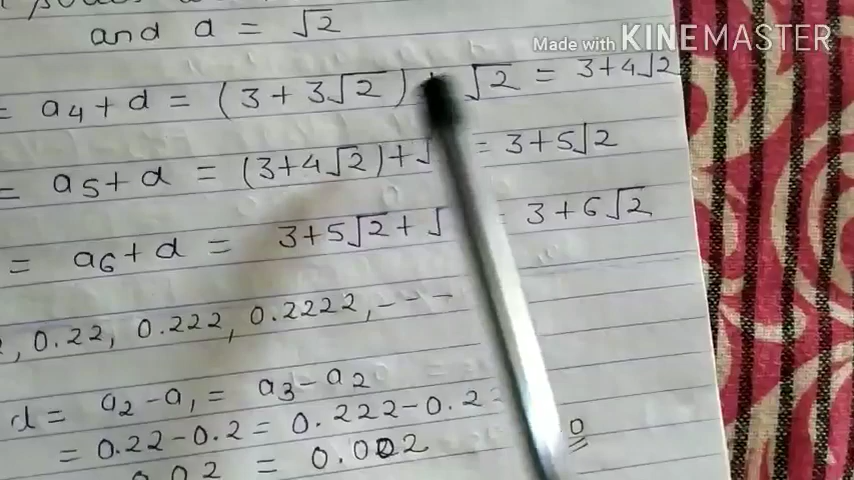 and d = √2
Made with KINEMASTER
= a4 + d = (3 + 3√2) + √2 = 3+4√2
= a5 + d = (3+4√2) + √ = 3+5√2
= a6 + d = 3+5√2 + √ = 3+6√2
, 0.22, 0.222, 0.2222, ---
d = a2 - a1 = a3 - a2
= 0.22 - 0.2 = 0.222 - 0.2
0.02 = 0.002